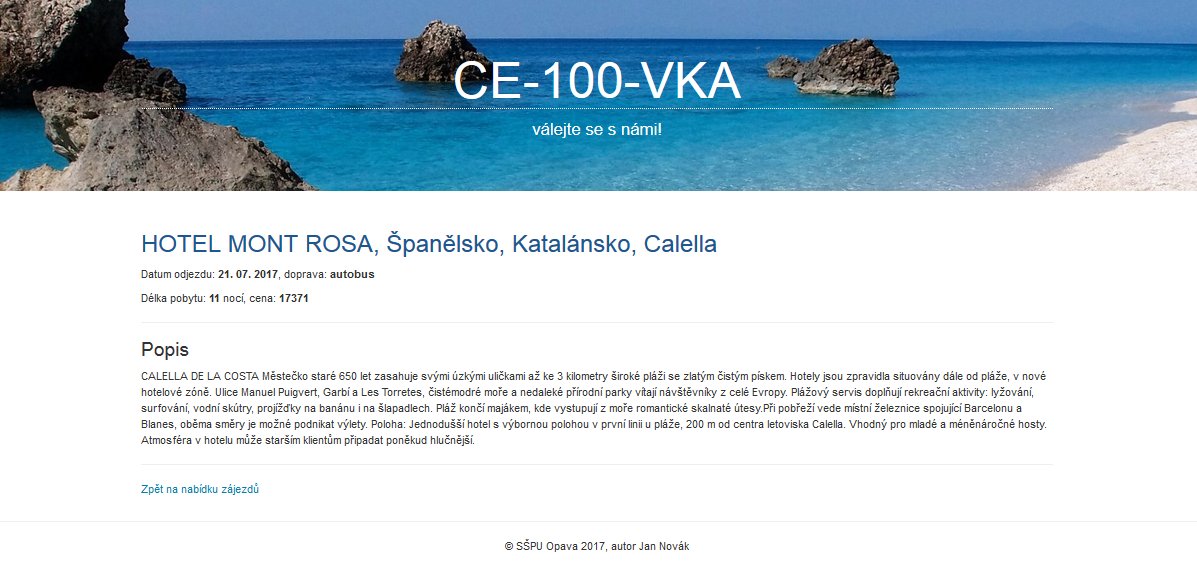 CE-100-VKA
válejte se s námi!
HOTEL MONT ROSA, Španělsko, Katalánsko, Calella
Datum odjezdu: 21. 07. 2017, doprava: autobus
Délka pobytu: 11 nocí, cena: 17371
Popis
CALELLA DE LA COSTA Městečko staré 650 let zasahuje svými úzkými uličkami až ke 3 kilometry široké pláži se zlatým čistým pískem. Hotely jsou zpravidla situovány dále od pláže, v nové
hotelové zóně. Ulice Manuel Puigvert, Garbí a Les Torretes, čistémodré moře a nedaleké přírodní parky vítají návštěvníky z celé Evropy. Plážový servis doplňují rekreační aktivity: lyžování,
surfování, vodní skútry, projížďky na banánu i na šlapadlech. Pláž končí majákem, kde vystupují z moře romantické skalnaté útesy.Při pobřeží vede místní železnice spojující Barcelonu a
Blanes, oběma směry je možné podnikat výlety. Poloha: Jednodušší hotel s výbornou polohou v první linii u pláže, 200 m od centra letoviska Calella. Vhodný pro mladé a méněnáročné hosty.
Atmosféra v hotelu může starším klientům připadat poněkud hlučnější.
Zpět na nabídku zájezdů
© SŠPU Opava 2017, autor Jan Novák